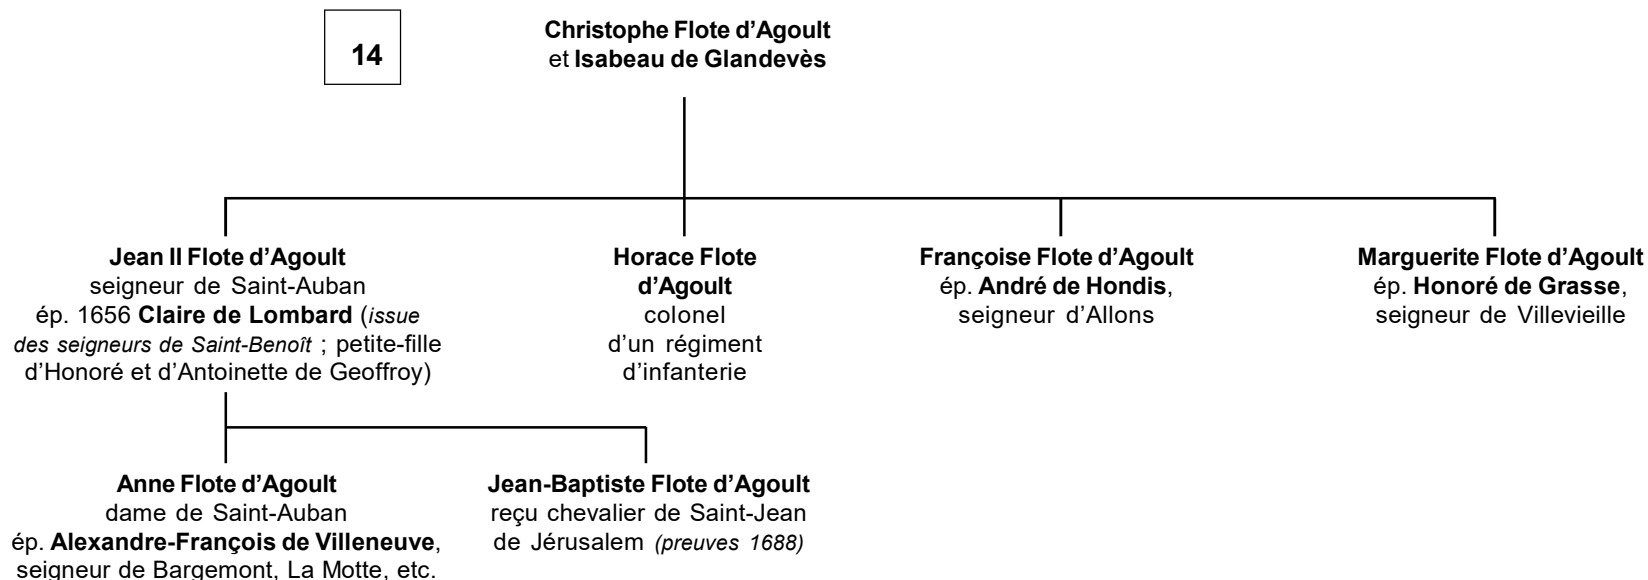 14
Christophe Flote d’Agoult
et Isabeau de Glandevès
Jean II Flote d’Agoult
seigneur de Saint-Auban
ép. 1656 Claire de Lombard (issue
des seigneurs de Saint-Benoît ; petite-fille
d’Honoré et d’Antoinette de Geoffroy)
Horace Flote
d’Agoult
colonel
d’un régiment
d’infanterie
Françoise Flote d’Agoult
ép. André de Hondis,
seigneur d’Allons
Marguerite Flote d’Agoult
ép. Honoré de Grasse,
seigneur de Villevieille
Anne Flote d’Agoult
dame de Saint-Auban
ép. Alexandre-François de Villeneuve,
seigneur de Bargemont, La Motte, etc.
Jean-Baptiste Flote d’Agoult
reçu chevalier de Saint-Jean
de Jérusalem (preuves 1688)